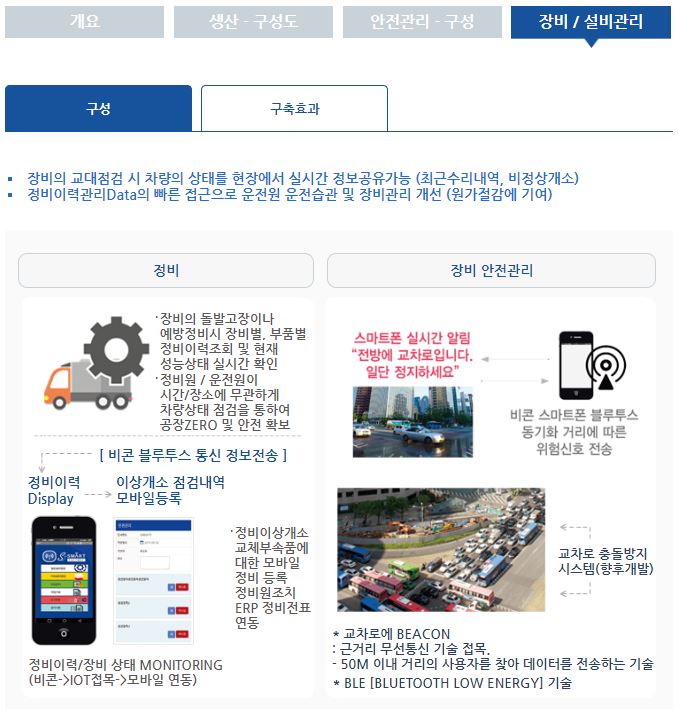 개요
생산 - 구성도
안전관리 - 구성
장비 / 설비관리
구성
구축효과
장비의 교대점검 시 차량의 상태를 현장에서 실시간 정보공유가능 (최근수리내역, 비정상개소)
정비이력관리Data의 빠른 접근으로 운전원 운전습관 및 장비관리 개선 (원가절감에 기여)
정비
·장비의 돌발고장이나
예방정비시 장비별, 부품별
정비이력조회 및 현재
성능상태 실시간 확인
·정비원 / 운전원이
시간/장소에 무관하게
차량상태 점검을 통하여
공장ZERO 및 안전 확보
[ 비콘 블루투스 통신 정보전송 ]
정비이력
Display
이상개소 점검내역
모바일등록
SMART
·정비이상개소
교체부속품에
대한 모바일
정비 등록
정비원조치
ERP 정비전표
연동
정비이력/장비 상태 MONITORING
(비콘->IOT접목->모바일 연동)
장비 안전관리
스마트폰 실시간 알림
“전방에 교차로입니다.
일단 정지하세요”
비콘 스마트폰 블루투스
동기화 거리에 따른
위험신호 전송
교차로 충돌방지
시스템(향후개발)
* 교차로에 BEACON
: 근거리 무선통신 기술 접목.
- 50M 이내 거리의 사용자를 찾아 데이터를 전송하는 기술
* BLE [BLUETOOTH LOW ENERGY] 기술